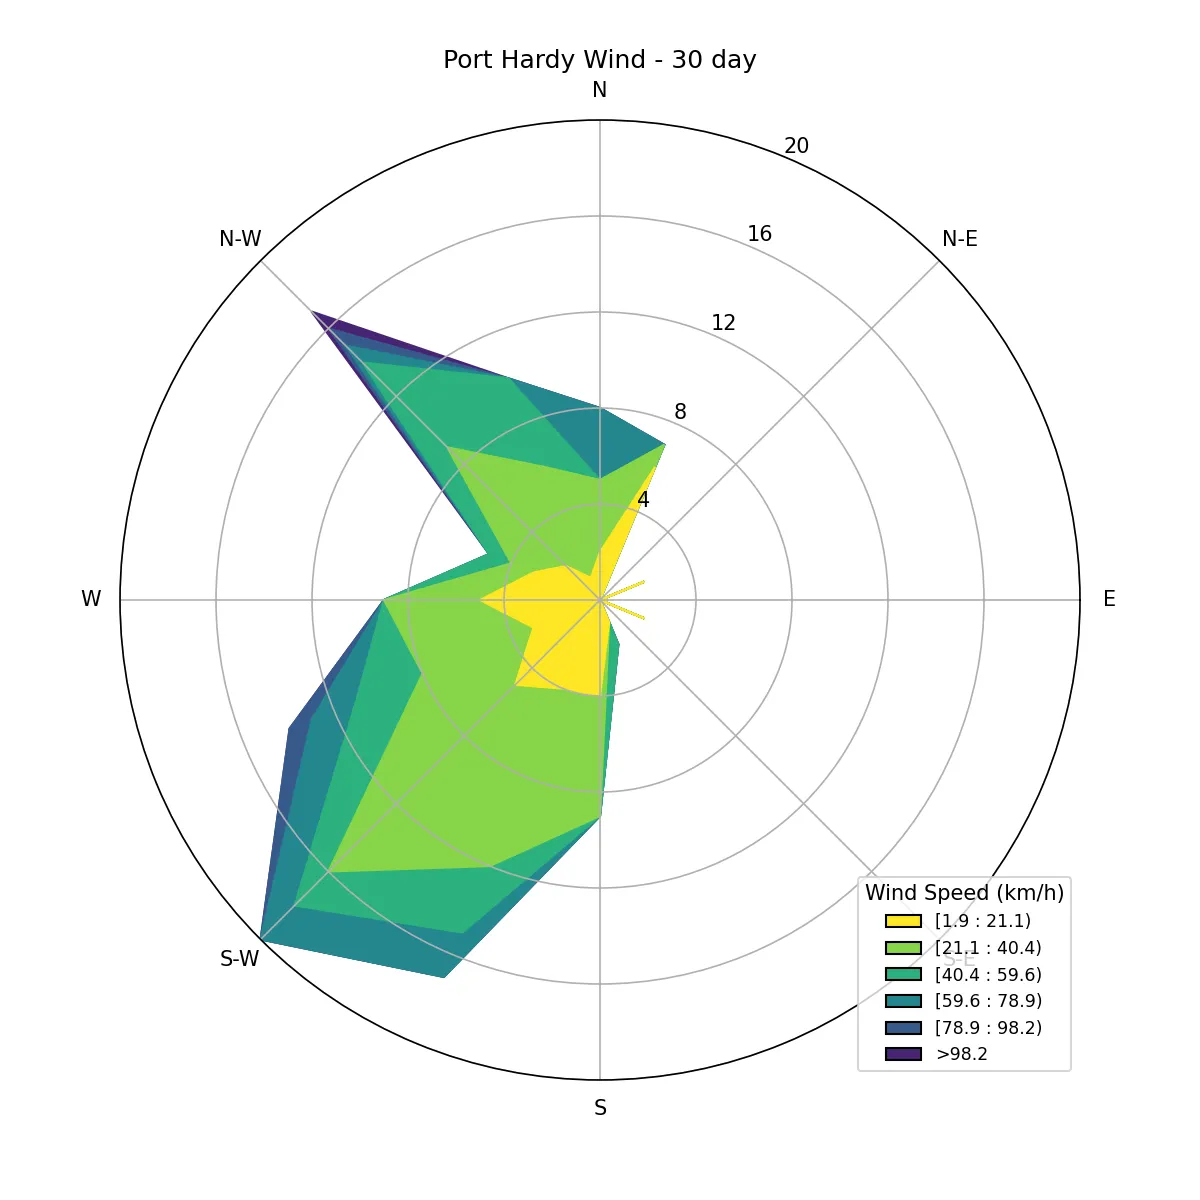 Port Hardy Wind - 30 day
N
20
N-W
N-E
16
12
8
4
W
E
S-W
S-E
S
Wind Speed (km/h)
[1.9 : 21.1)
[21.1 : 40.4)
[40.4 : 59.6)
[59.6 : 78.9)
[78.9 : 98.2)
>98.2